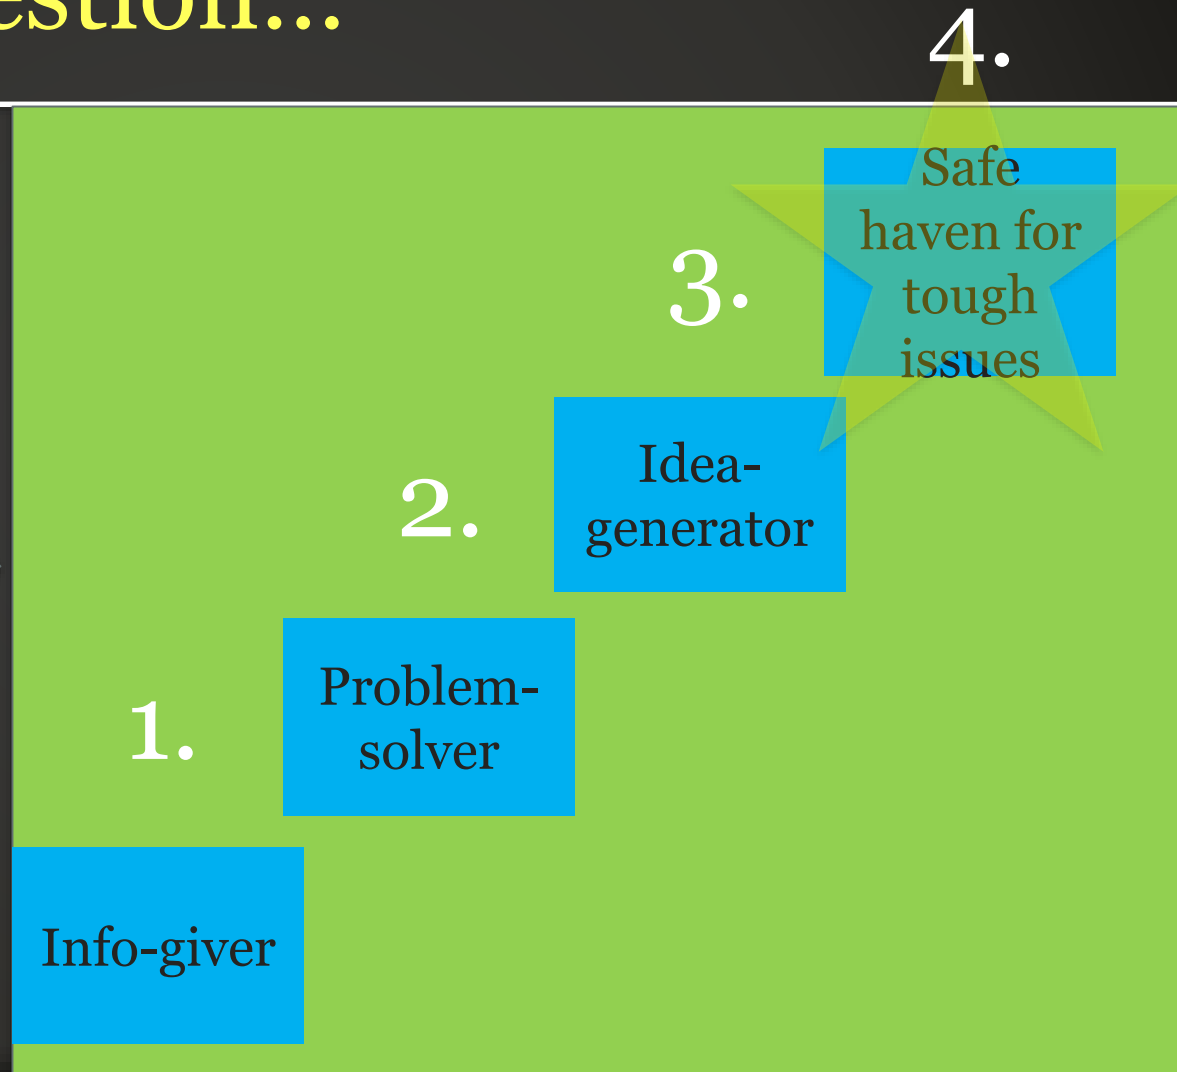 estion...
4.
Safe
haven for
tough
issues
3.
Idea-
generator
2.
Problem-
solver
1.
Info-giver